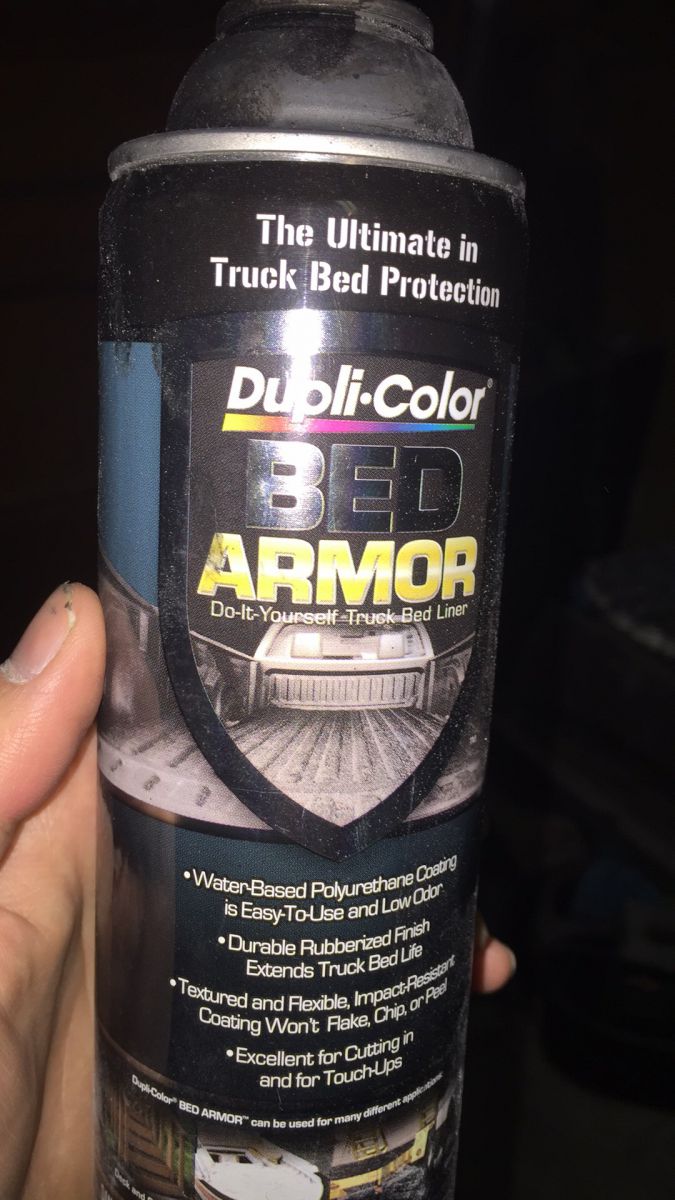 The Ultimate in
Truck Bed Protection
Dupli•Color®
BED
ARMOR
Do-It-Yourself Truck Bed Liner
•Water-Based Polyurethane Coating
is Easy-To-Use and Low Odor
•Durable Rubberized Finish
Extends Truck Bed Life
•Textured and Flexible, Impact-Resistant
Coating Won't Flake, Chip, or Peel
•Excellent for Cutting in
and for Touch-Ups
Dupli-Color® BED ARMOR™ can be used for many different applications
Deck and